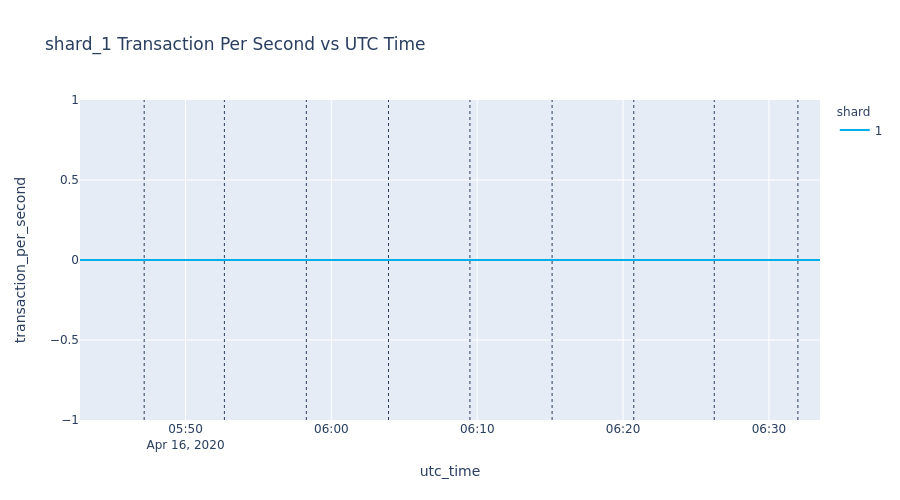 shard_1 Transaction Per Second vs UTC Time
shard
1
transaction_per_second
1
0.5
0
−0.5
−1
05:50
06:00
06:10
06:20
06:30
Apr 16, 2020
utc_time